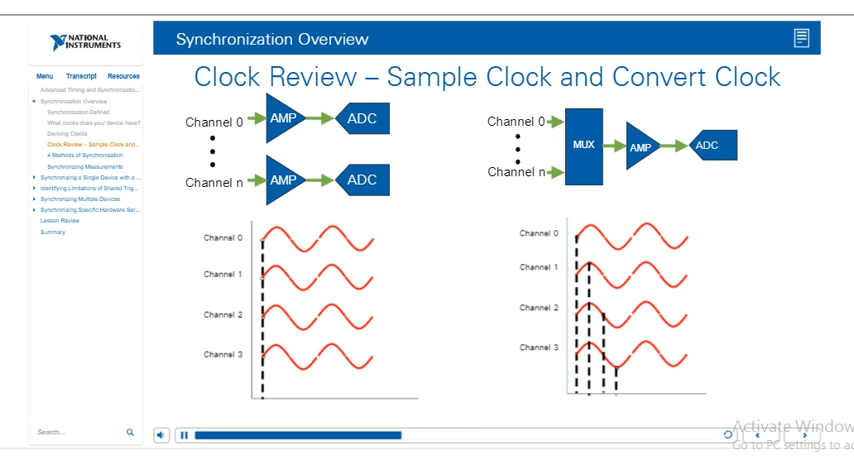 NATIONAL
INSTRUMENTS
Synchronization Overview
Menu Transcript Resources
Advanced Timing and Synchronizatio...
Synchronization Overview
Synchronization Defined
What clocks does your device have?
Deriving Clocks
Clock Review – Sample Clock and...
4 Methods of Synchronization
Synchronizing Measurements
Synchronizing a Single Device with a ...
Identifying Limitations of Shared Trig...
Synchronizing Multiple Devices
Synchronizing Specific Hardware Ser...
Lesson Review
Summary
Search...
Clock Review – Sample Clock and Convert Clock
Channel 0 AMP ADC
Channel n AMP ADC
Channel 0
MUX AMP ADC
Channel n
Channel 0
Channel 1
Channel 2
Channel 3
Channel 0
Channel 1
Channel 2
Channel 3
Activate Window
Go to PC settings to ac